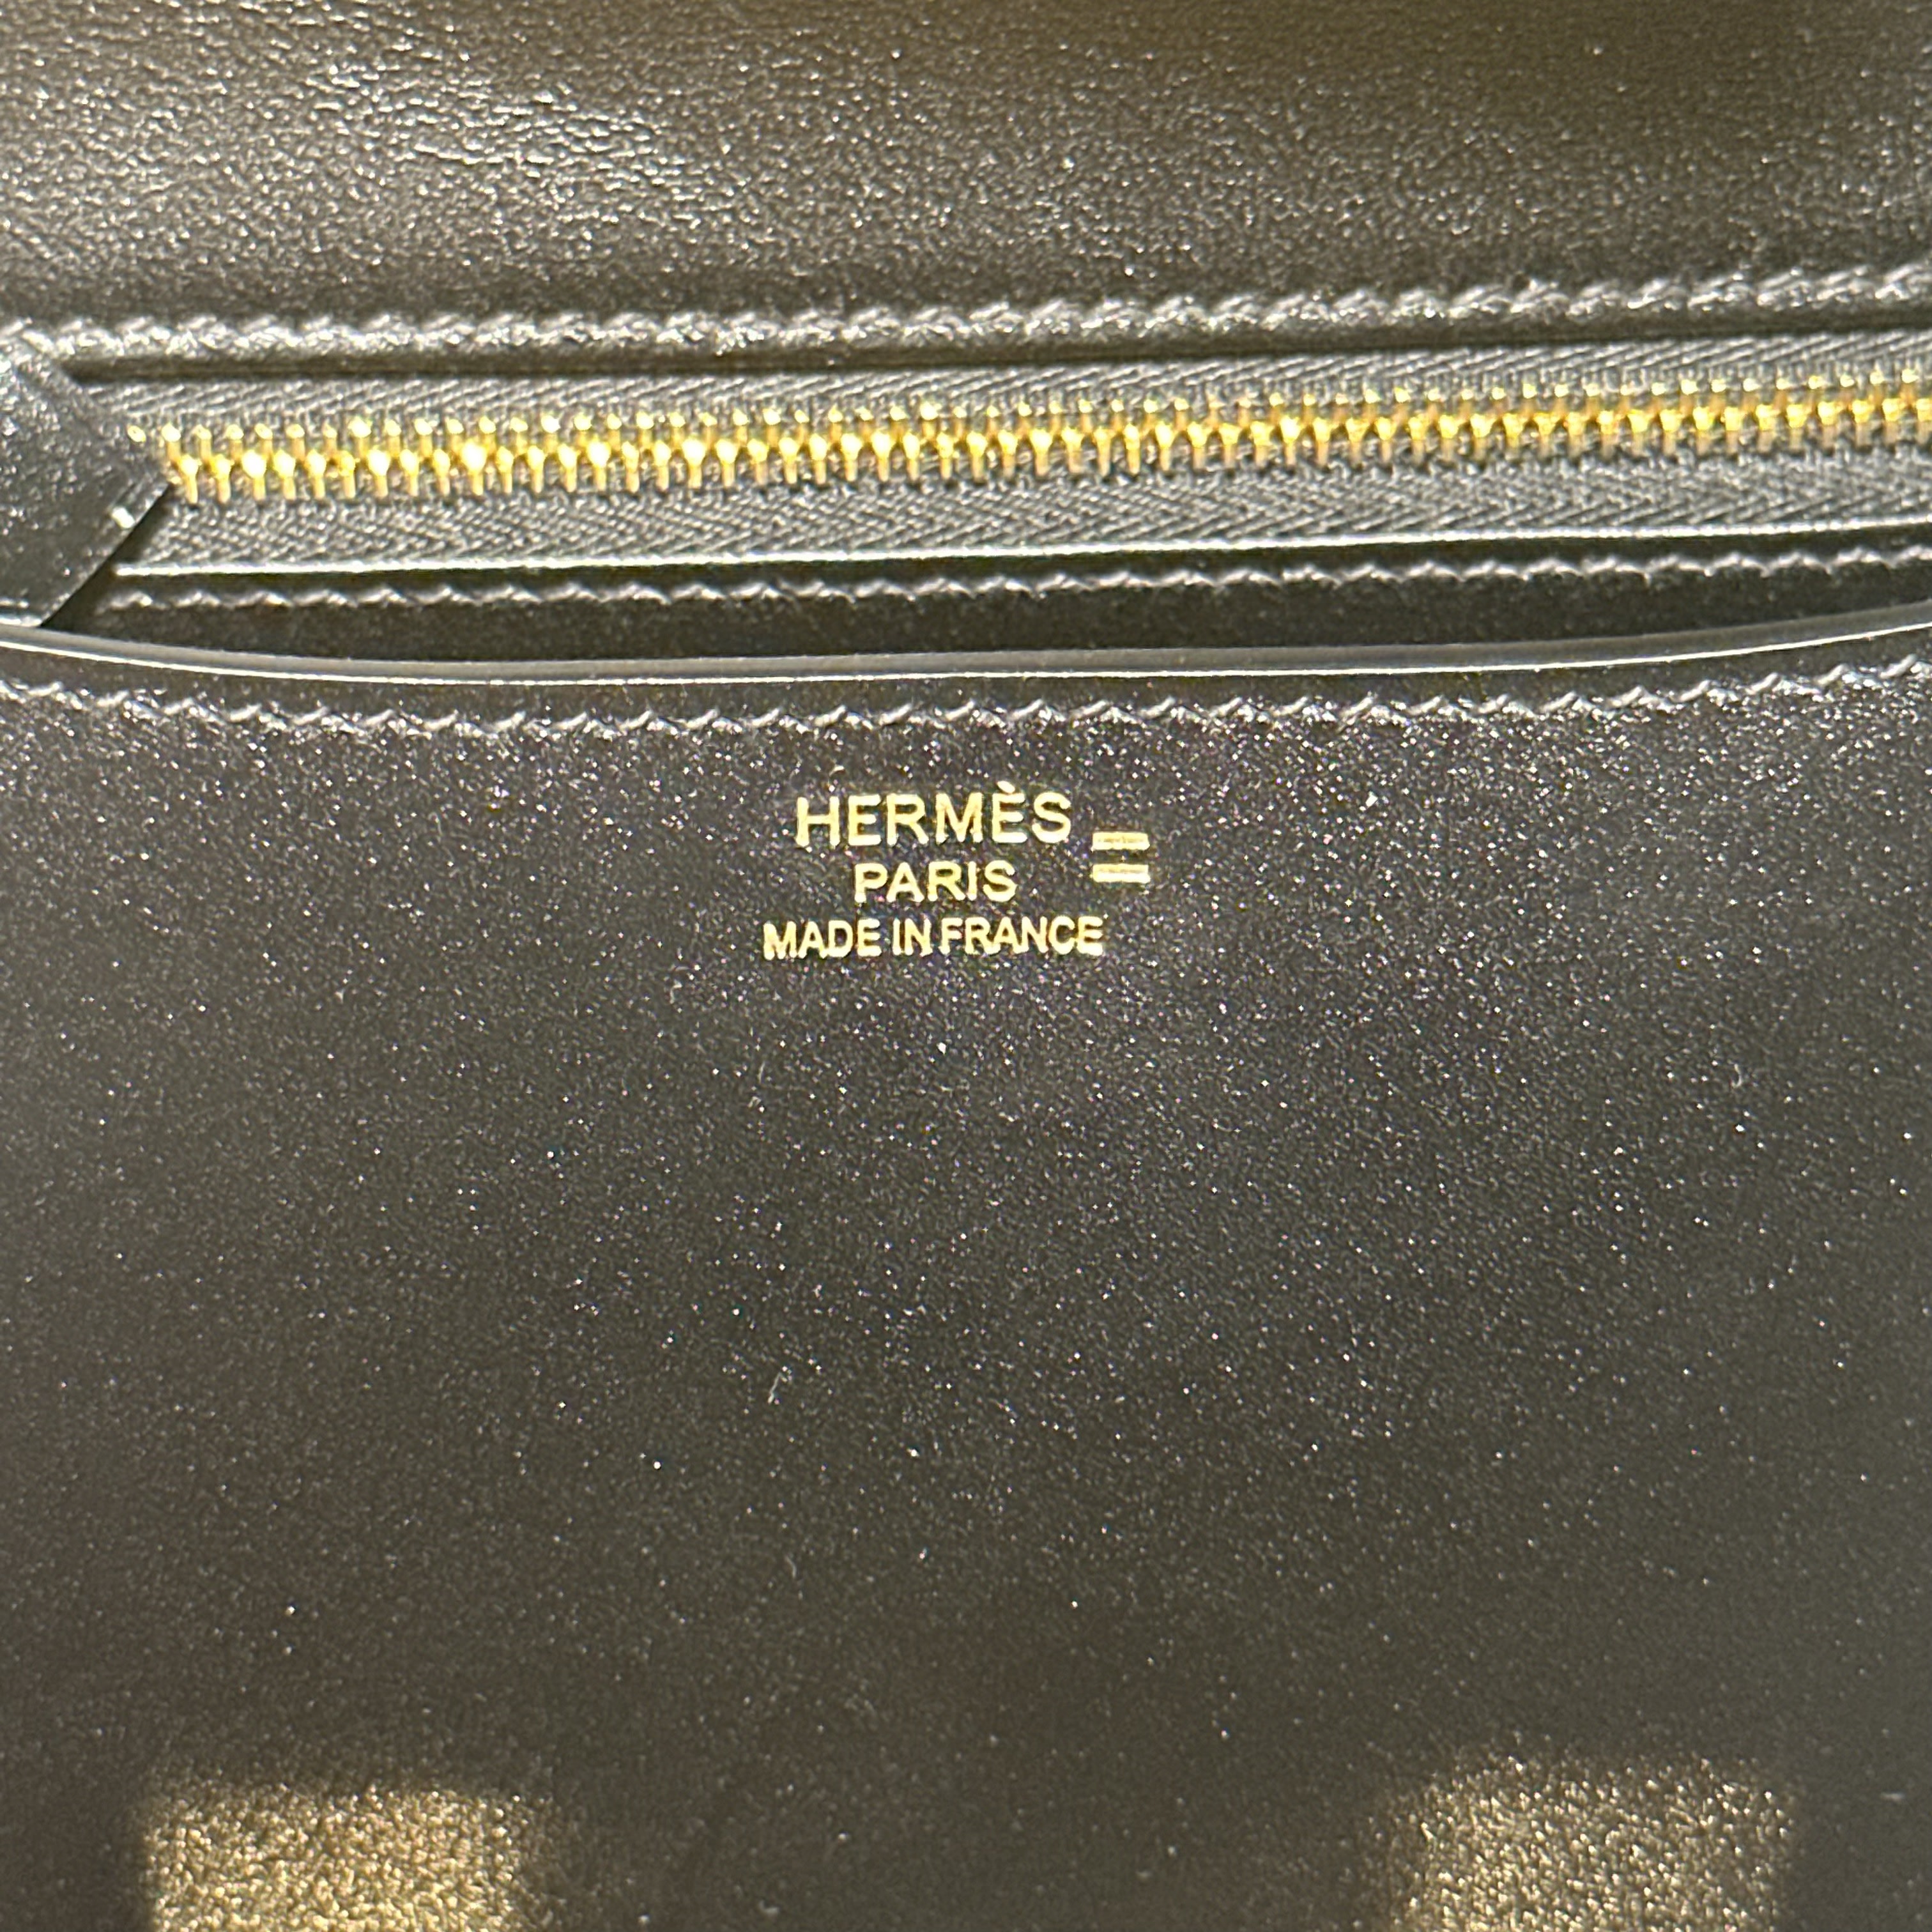 HERMÈS =
PARIS
MADE IN FRANCE